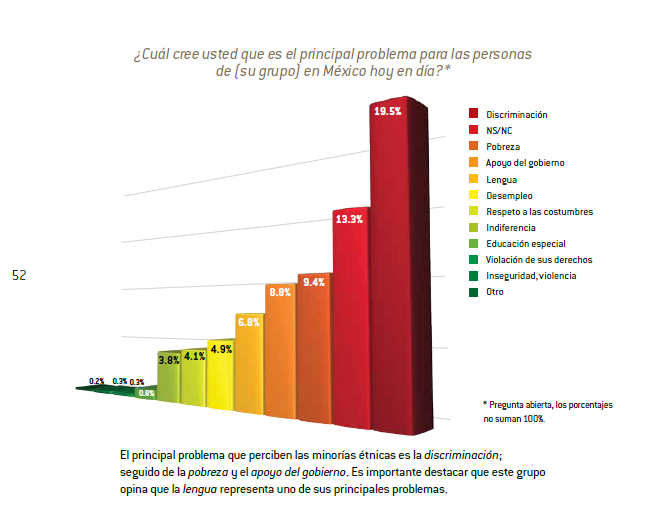 ¿Cuál cree usted que es el principal problema para las personas
de (su grupo) en México hoy en día?*
19.5%
13.3%
9.4%
8.8%
6.8%
4.9%
4.1%
3.8%
0.8%
0.3%
0.3%
0.2%
Discriminación
NS/NC
Pobreza
Apoyo del gobierno
Lengua
Desempleo
Respeto a las costumbres
Indiferencia
Educación especial
Violación de sus derechos
Inseguridad, violencia
Otro
52
* Pregunta abierta, los porcentajes
no suman 100%.
El principal problema que perciben las minorías étnicas es la discriminación;
seguido de la pobreza y el apoyo del gobierno. Es importante destacar que este grupo
opina que la lengua representa uno de sus principales problemas.